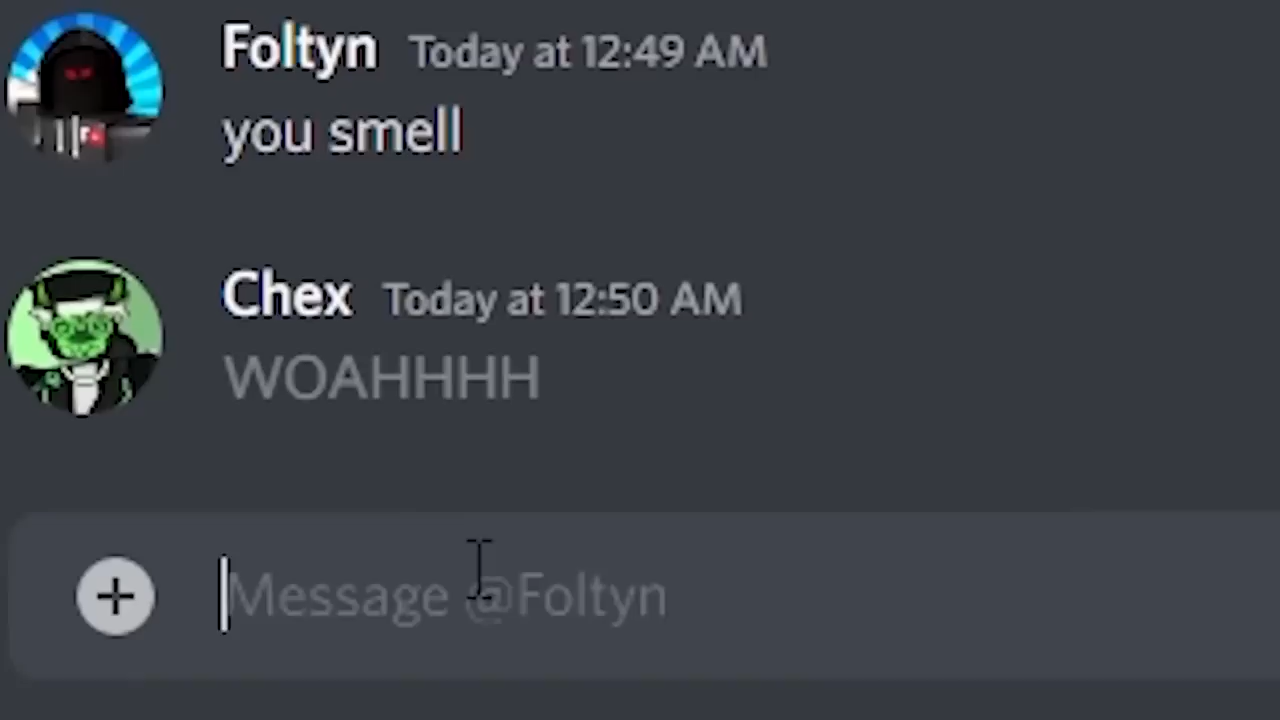 Foltyn Today at 12:49 AM
you smell
Chex Today at 12:50 AM
WOAHHHH
Message @Foltyn